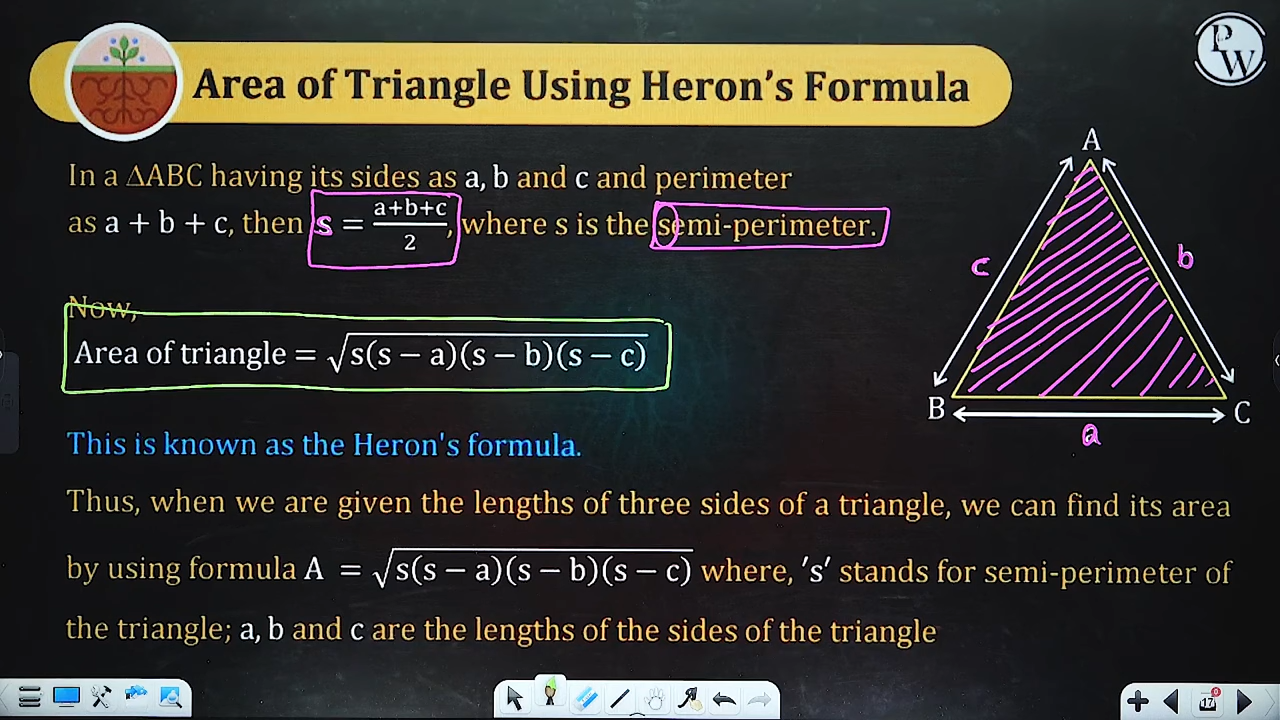 Area of Triangle Using Heron's Formula
PW
In a ΔABC having its sides as a, b and c and perimeter
as a + b + c, then s = a+b+c/2, where s is the semi-perimeter.
Now,
Area of triangle = √s(s − a)(s − b)(s − c)
This is known as the Heron's formula.
Thus, when we are given the lengths of three sides of a triangle, we can find its area
by using formula A = √s(s − a)(s − b)(s − c) where, 's' stands for semi-perimeter of
the triangle; a, b and c are the lengths of the sides of the triangle
A
c
b
B
C
a
17